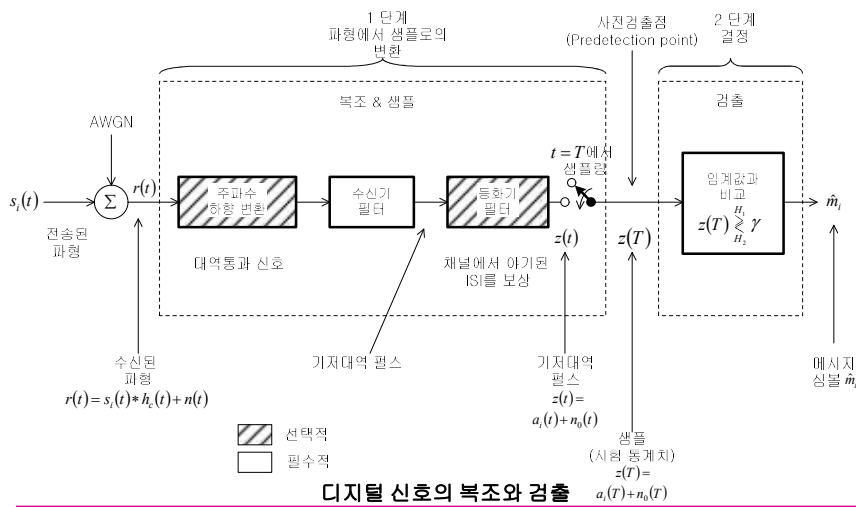 1 단계
파형에서 샘플로의
변환
사전검출점
(Predetection point)
2 단계
결정
복조 & 샘플
검출
AWGN
t = T에서
샘플링
s_i(t)
Σ
r(t)
주파수
하향 변환
수신기
필터
등화기
필터
임계값과
비교
z(T) ≷ γ
H_1
H_2
m̂_i
전송된
파형
z(t)
z(T)
대역통과 신호
채널에서 야기된
ISI를 보상
수신된
파형
r(t) = s_i(t) * h_c(t) + n(t)
기저대역 펄스
기저대역
펄스
z(t) =
a_i(t) + n_0(t)
메시지
심볼 m̂_i
선택적
필수적
샘플
(시험 통계치)
z(T) =
a_i(T) + n_0(T)
디지털 신호의 복조와 검출